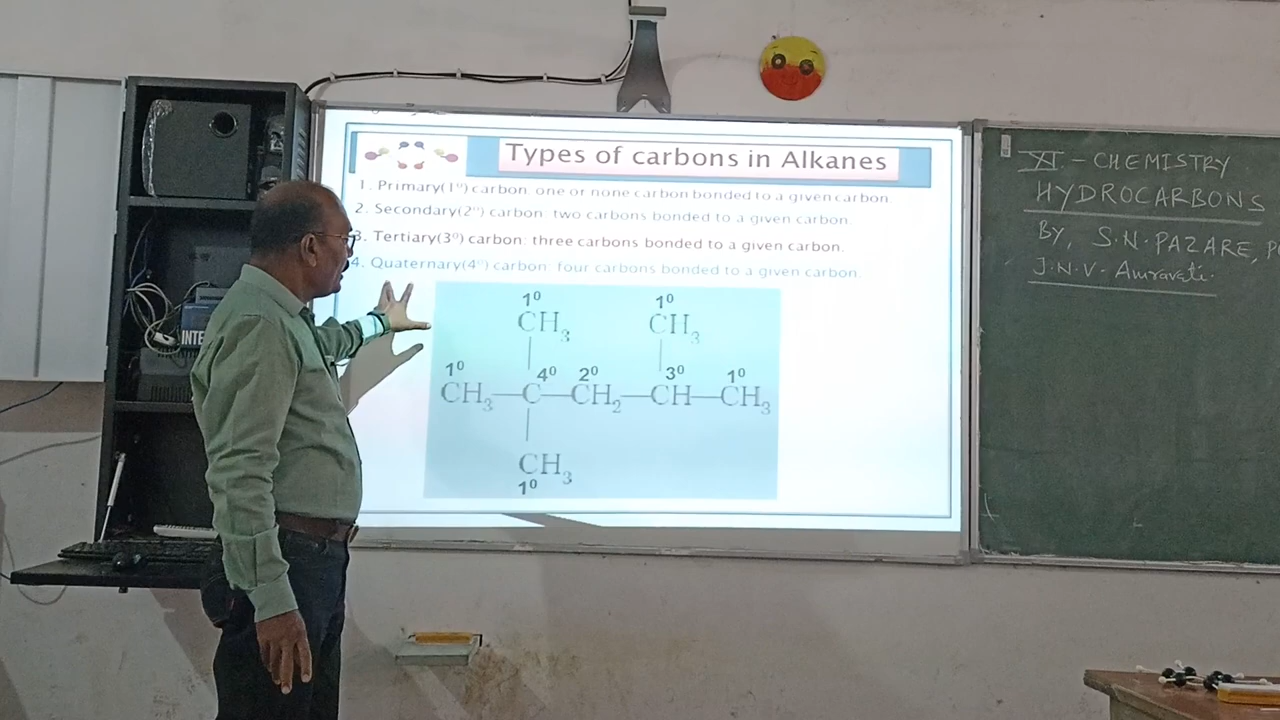 Types of carbons in Alkanes
1. Primary(1⁰) carbon: one or none carbon bonded to a given carbon.
2. Secondary(2⁰) carbon: two carbons bonded to a given carbon.
3. Tertiary(3⁰) carbon: three carbons bonded to a given carbon.
4. Quaternary(4⁰) carbon: four carbons bonded to a given carbon.
1⁰ 1⁰
CH₃ CH₃
1⁰ 4⁰ 2⁰ 3⁰ 1⁰
CH₃—C—CH₂—CH—CH₃
CH₃
1⁰
XI - CHEMISTRY
HYDROCARBONS
BY, S.N. PAZARE,
J.N.V. Amravati.
INTE